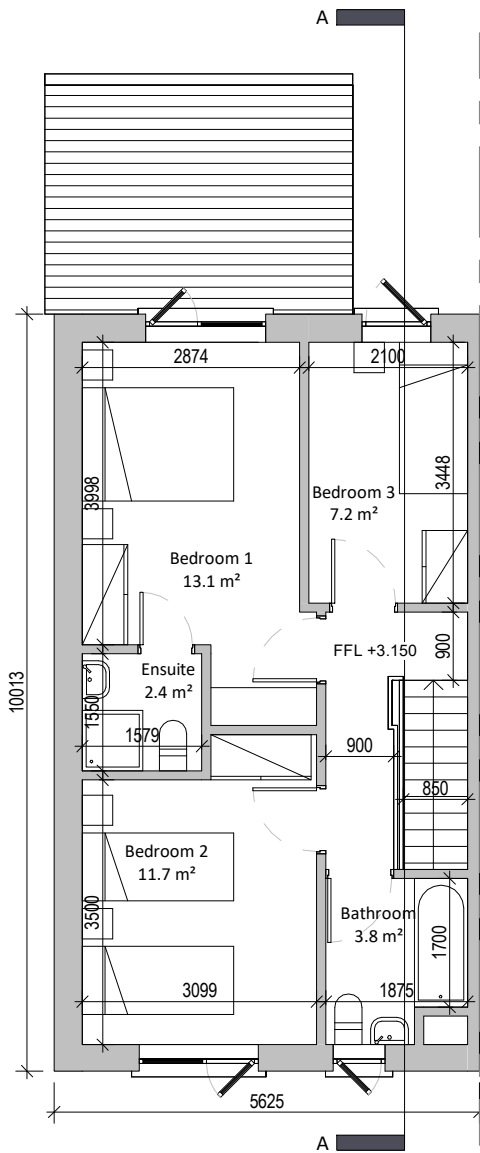 A
2874
2100
3998
3448
Bedroom 3
7.2 m²
Bedroom 1
13.1 m²
FFL +3.150
900
Ensuite
2.4 m²
10013
1550
1579
900
850
Bedroom 2
11.7 m²
3500
Bathroom
3.8 m²
1700
3099
1875
5625
A